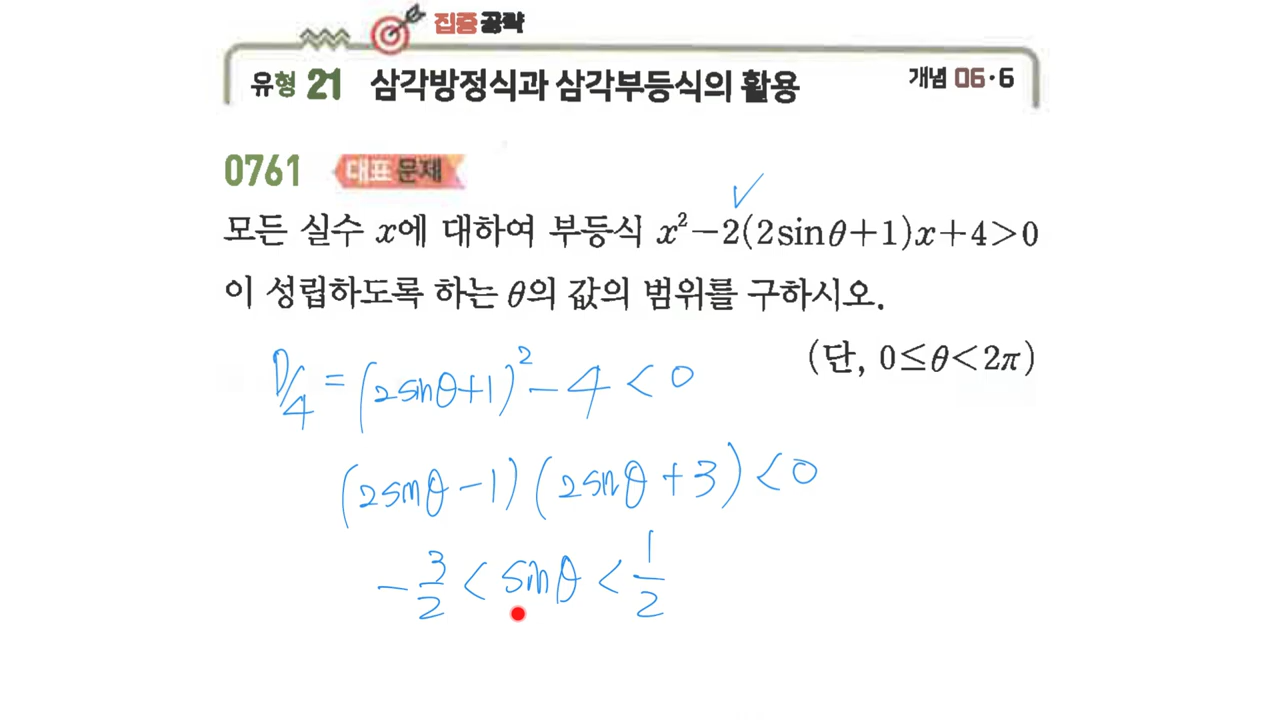 집중 공략
유형 21 삼각방정식과 삼각부등식의 활용 개념 06·6
0761 대표 문제
모든 실수 x에 대하여 부등식 x²-2(2sinθ+1)x+4>0
이 성립하도록 하는 θ의 값의 범위를 구하시오.
(단, 0≤θ<2π)
D/4 = (2sinθ+1)² - 4 < 0
(2sinθ-1)(2sinθ+3) < 0
-3/2 < sinθ < 1/2